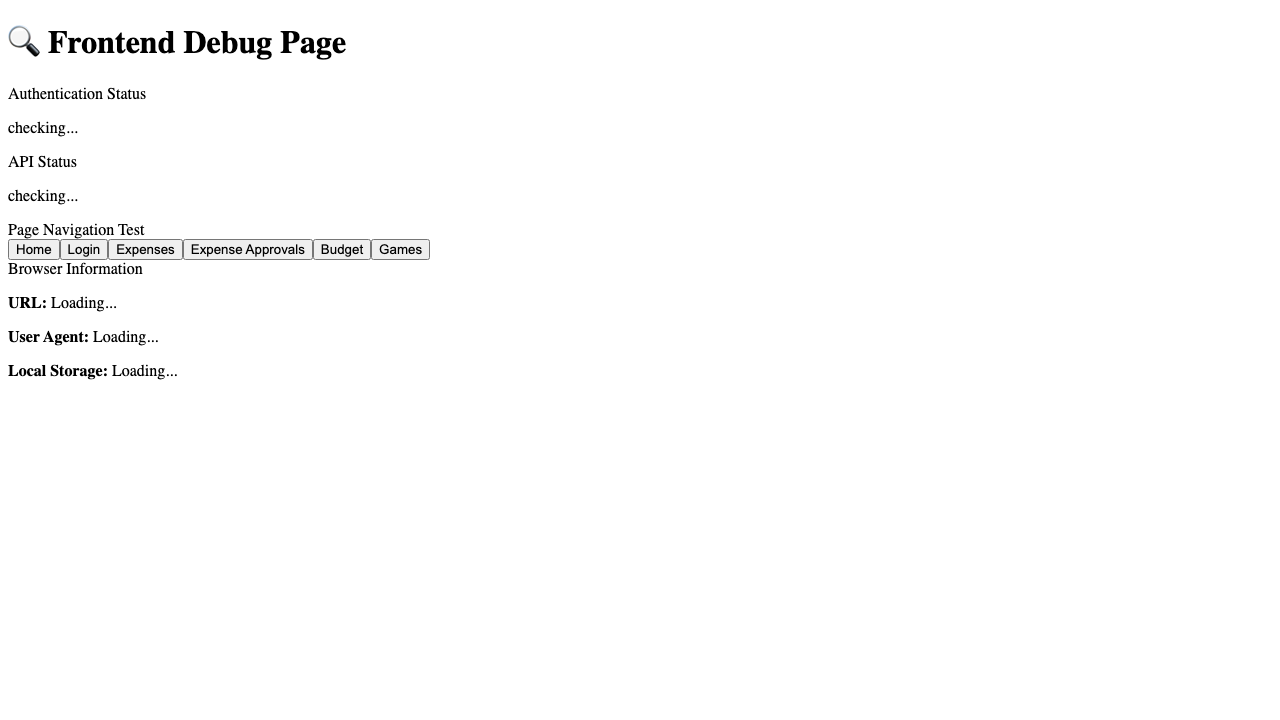 🔍 Frontend Debug Page
Authentication Status
checking...
API Status
checking...
Page Navigation Test
Home Login Expenses Expense Approvals Budget Games
Browser Information
URL: Loading...
User Agent: Loading...
Local Storage: Loading...